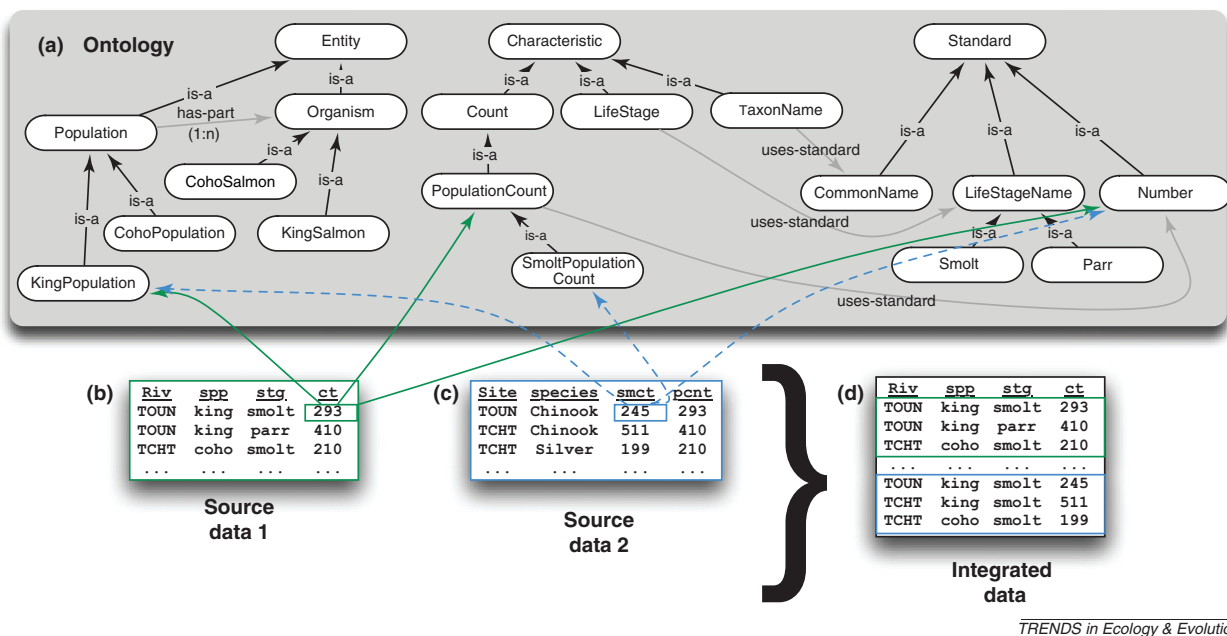 (a) Ontology
Entity
Characteristic
Standard
is-a
is-a
is-a
is-a
is-a
has-part
(1:n)
Population
Organism
Count
LifeStage
TaxonName
is-a
is-a
is-a
is-a
is-a
is-a
is-a
is-a
uses-standard
CohoSalmon
PopulationCount
CommonName
LifeStageName
Number
is-a
is-a
uses-standard
is-a
is-a
is-a
CohoPopulation
KingSalmon
SmoltPopulation
Count
Smolt
Parr
KingPopulation
uses-standard
(b)
Riv spp stg ct
TOUN king smolt 293
TOUN king parr 410
TCHT coho smolt 210
... ... ... ...
Source
data 1
(c)
Site species smct pcnt
TOUN Chinook 245 293
TCHT Chinook 511 410
TCHT Silver 199 210
... ... ... ...
Source
data 2
}
(d)
Riv spp stg ct
TOUN king smolt 293
TOUN king parr 410
TCHT coho smolt 210
... ... ... ...
TOUN king smolt 245
TCHT king smolt 511
TCHT coho smolt 199
Integrated
data
TRENDS in Ecology & Evolutio